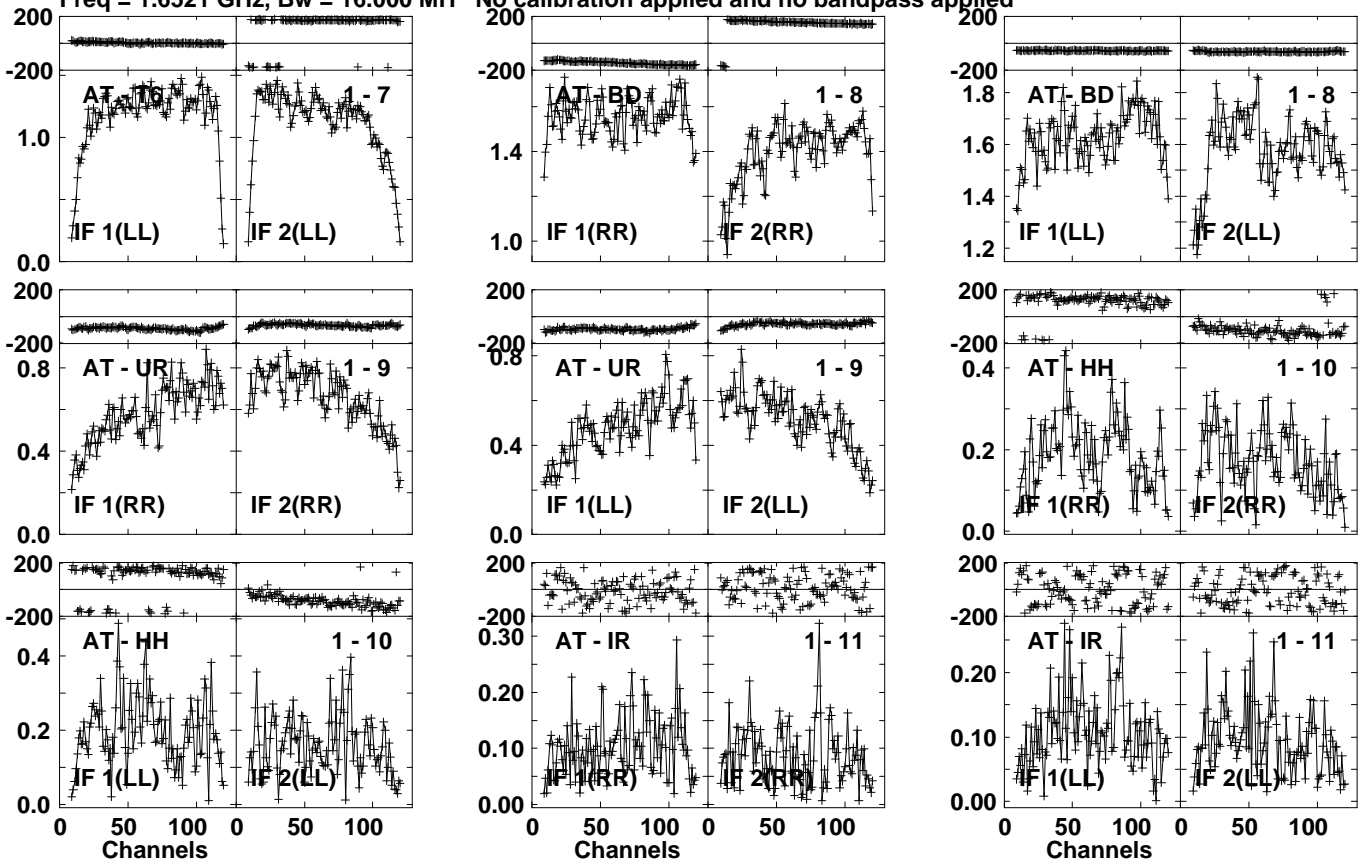 Freq = 1.6521 GHz, Bw = 16.000 MH No calibration applied and no bandpass applied
200
-200
AT - T6 1 - 7
1.0
0.0
IF 1(LL) IF 2(LL)
AT - BD 1 - 8
1.4
1.0
IF 1(RR) IF 2(RR)
200
-200
AT - BD 1 - 8
1.8
1.6
1.4
1.2
IF 1(LL) IF 2(LL)
200
-200
AT - UR 1 - 9
0.8
0.4
0.0
IF 1(RR) IF 2(RR)
200
-200
AT - UR 1 - 9
0.8
0.4
0.0
IF 1(LL) IF 2(LL)
200
-200
AT - HH 1 - 10
0.4
0.2
0.0
IF 1(RR) IF 2(RR)
200
-200
AT - HH 1 - 10
0.4
0.2
0.0
IF 1(LL) IF 2(LL)
0 50 100 0 50 100
Channels
200
-200
AT - IR 1 - 11
0.30
0.20
0.10
0.00
IF 1(RR) IF 2(RR)
0 50 100 0 50 100
Channels
200
-200
AT - IR 1 - 11
0.20
0.10
0.00
IF 1(LL) IF 2(LL)
0 50 100 0 50 100
Channels